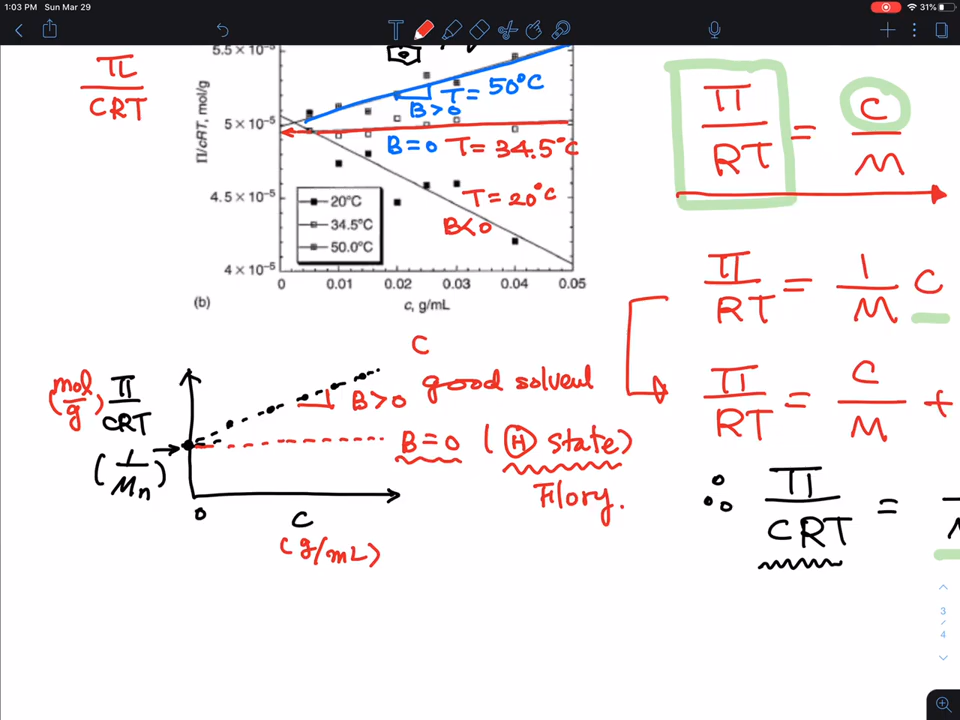 1:03 PM Sun Mar 29
31%
Π/CRT
Π/cRT, mol/g
5.5 × 10⁻⁵
5 × 10⁻⁵
4.5 × 10⁻⁵
4 × 10⁻⁵
T = 50°C
B > 0
B = 0 T = 34.5°C
T = 20°C
B < 0
20°C
34.5°C
50.0°C
0 0.01 0.02 0.03 0.04 0.05
(b)
c, g/mL
Π/RT = C/M
Π/RT = 1/M C
Π/RT = C/M +
∴ Π/CRT =
C
(mol/g) Π/CRT
good solvent
B > 0
(1/Mn)
B = 0 (Ⓗ state)
Flory.
0 C
(g/mL)
3/4